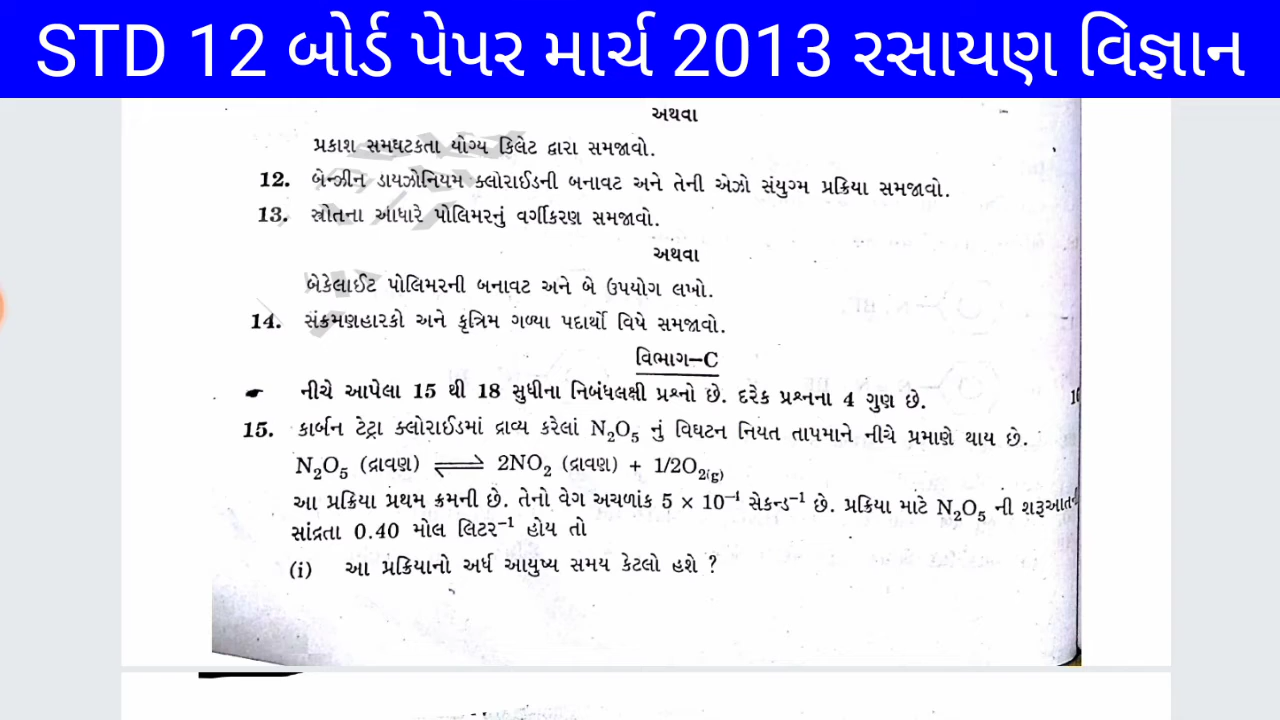 STD 12 બોર્ડ પેપર માર્ચ 2013 રસાયણ વિજ્ઞાન
અથવા
પ્રકાશ સમઘટકતા યોગ્ય કિલેટ દ્વારા સમજાવો.
12. બેન્ઝીન ડાયઝોનિયમ ક્લોરાઈડની બનાવટ અને તેની એઝો સંયુગ્મ પ્રક્રિયા સમજાવો.
13. સ્ત્રોતના આધારે પોલિમરનું વર્ગીકરણ સમજાવો.
અથવા
બેકેલાઈટ પોલિમરની બનાવટ અને બે ઉપયોગ લખો.
14. સંક્રમણહારકો અને કૃત્રિમ ગળ્યા પદાર્થો વિષે સમજાવો.
વિભાગ–C
નીચે આપેલા 15 થી 18 સુધીના નિબંધલક્ષી પ્રશ્નો છે. દરેક પ્રશ્નના 4 ગુણ છે.
15. કાર્બન ટેટ્રા ક્લોરાઈડમાં દ્રાવ્ય કરેલાં N₂O₅ નું વિઘટન નિયત તાપમાને નીચે પ્રમાણે થાય છે.
N₂O₅ (દ્રાવણ) ⇌ 2NO₂ (દ્રાવણ) + 1/2O₂(g)
આ પ્રક્રિયા પ્રથમ ક્રમની છે. તેનો વેગ અચળાંક 5 × 10⁻⁴ સેકન્ડ⁻¹ છે. પ્રક્રિયા માટે N₂O₅ ની
સાંદ્રતા 0.40 મોલ લિટર⁻¹ હોય તો
(i) આ પ્રક્રિયાનો અર્ધ આયુષ્ય સમય કેટલો હશે ?